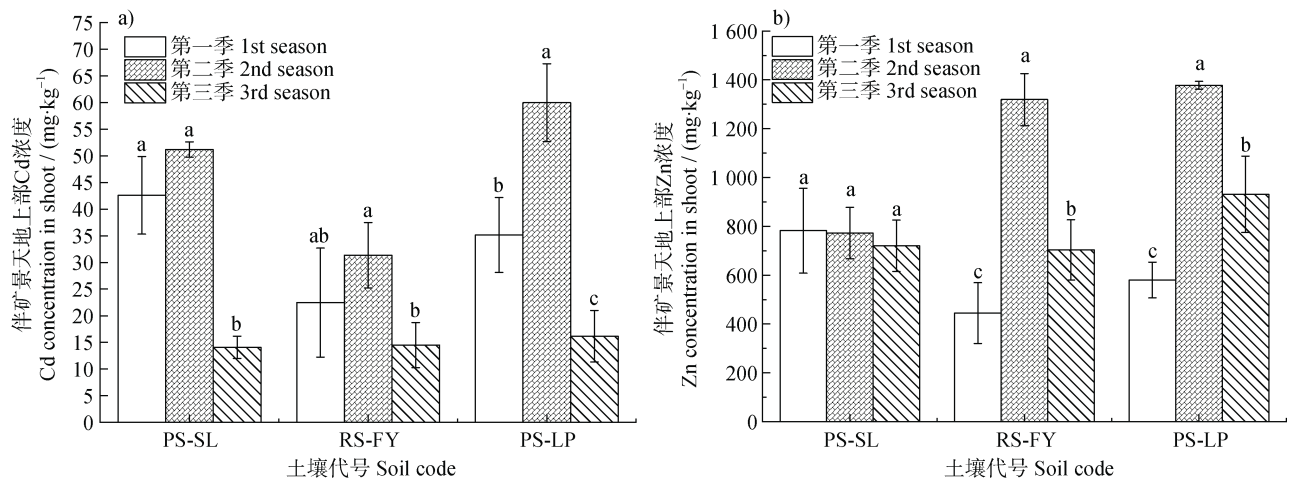 a)
第一季 1st season
第二季 2nd season
第三季 3rd season
伴矿景天地上部Cd浓度
Cd concentraion in shoot / (mg·kg⁻¹)
75
70
65
60
55
50
45
40
35
30
25
20
15
10
5
0
a
a
b
ab
a
b
b
a
c
PS-SL
RS-FY
PS-LP
土壤代号 Soil code
b)
第一季 1st season
第二季 2nd season
第三季 3rd season
伴矿景天地上部Zn浓度
Zn concentration in shoot / (mg·kg⁻¹)
1 600
1 400
1 200
1 000
800
600
400
200
0
a
a
a
c
a
b
c
a
b
PS-SL
RS-FY
PS-LP
土壤代号 Soil code